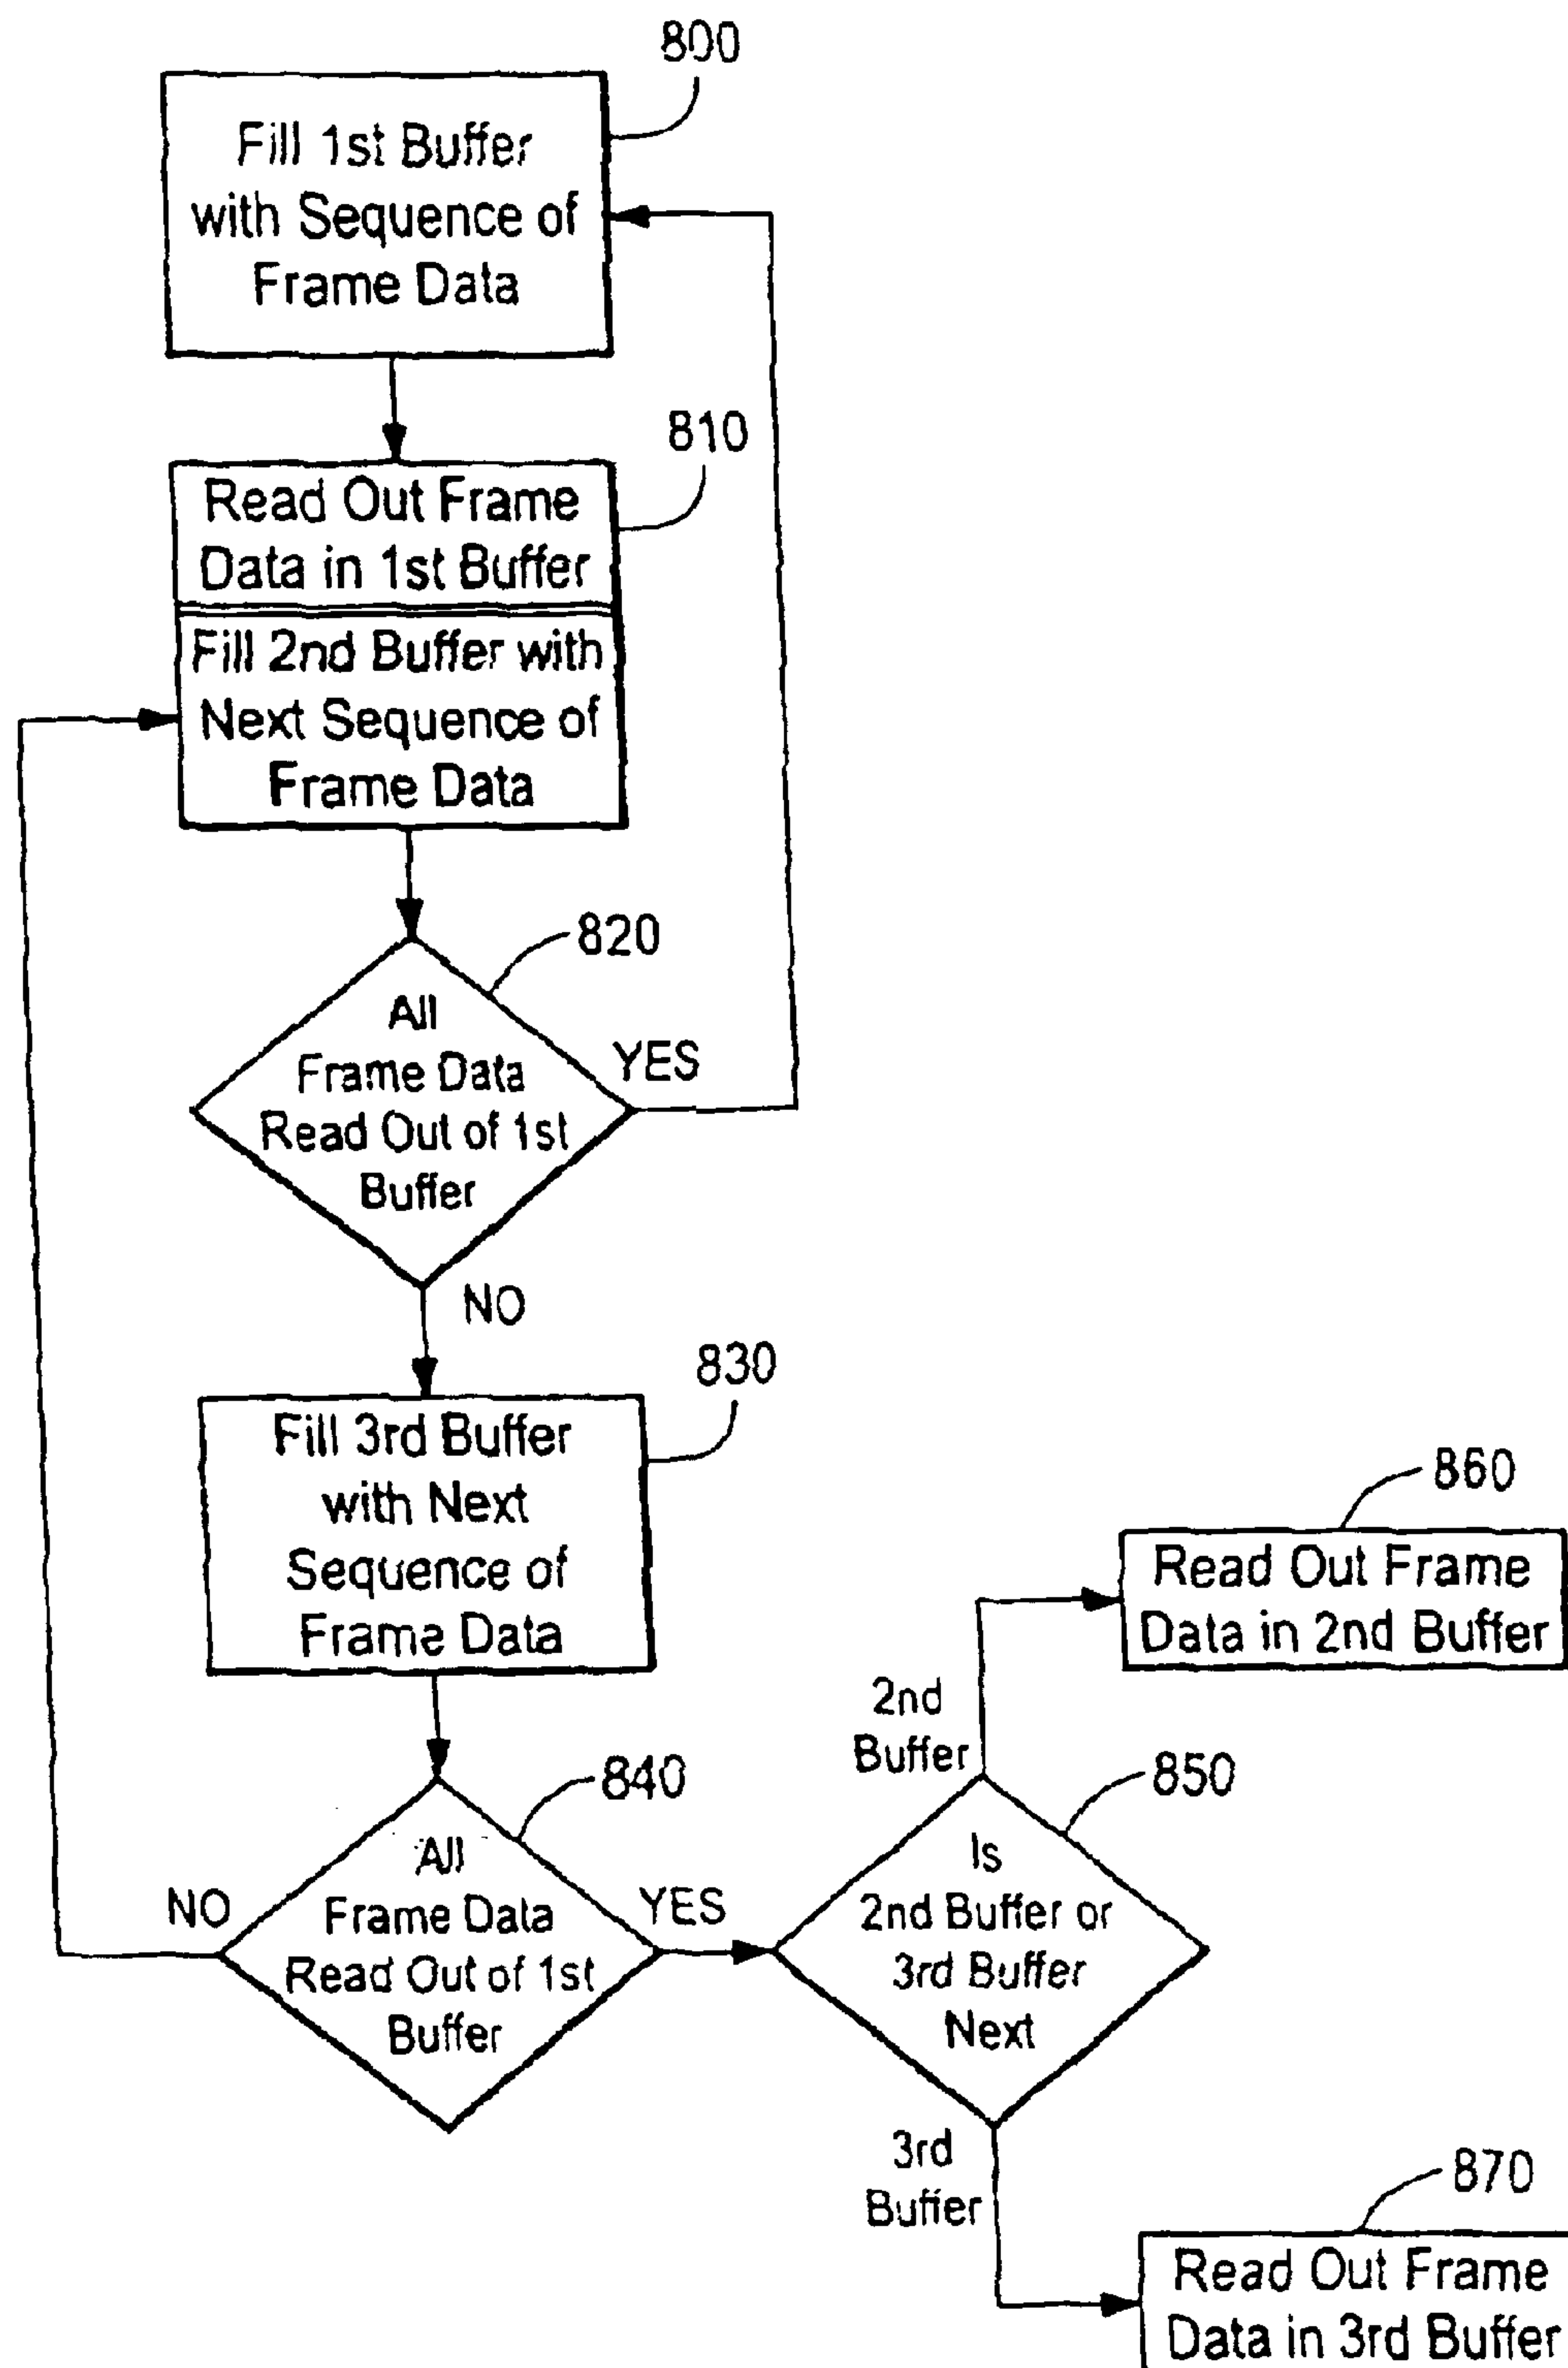 800
Fill 1st Buffer
with Sequence of
Frame Data
810
Read Out Frame
Data in 1st Buffer
Fill 2nd Buffer with
Next Sequence of
Frame Data
820
All
Frame Data
Read Out of 1st
Buffer
YES
NO
830
Fill 3rd Buffer
with Next
Sequence of
Frame Data
840
All
Frame Data
Read Out of 1st
Buffer
NO
YES
850
Is
2nd Buffer or
3rd Buffer
Next
2nd
Buffer
860
Read Out Frame
Data in 2nd Buffer
3rd
Buffer
870
Read Out Frame
Data in 3rd Buffer